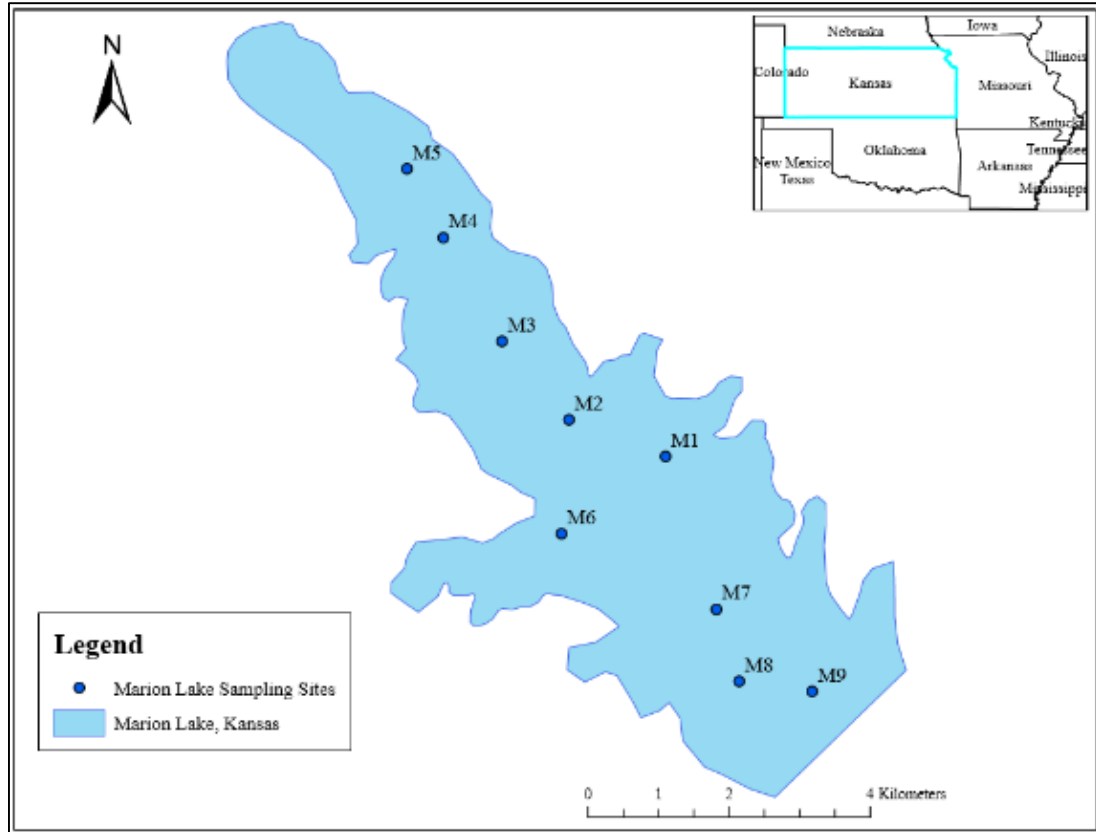 N
Nebraska
Iowa
Illinois
Colorado
Kansas
Missouri
Kentuck
Tennessee
Oklahoma
New Mexico
Arkansas
Texas
Mississippi
M5
M4
M3
M2
M1
M6
M7
M8
M9
Legend
Marion Lake Sampling Sites
Marion Lake, Kansas
0 1 2 4 Kilometers